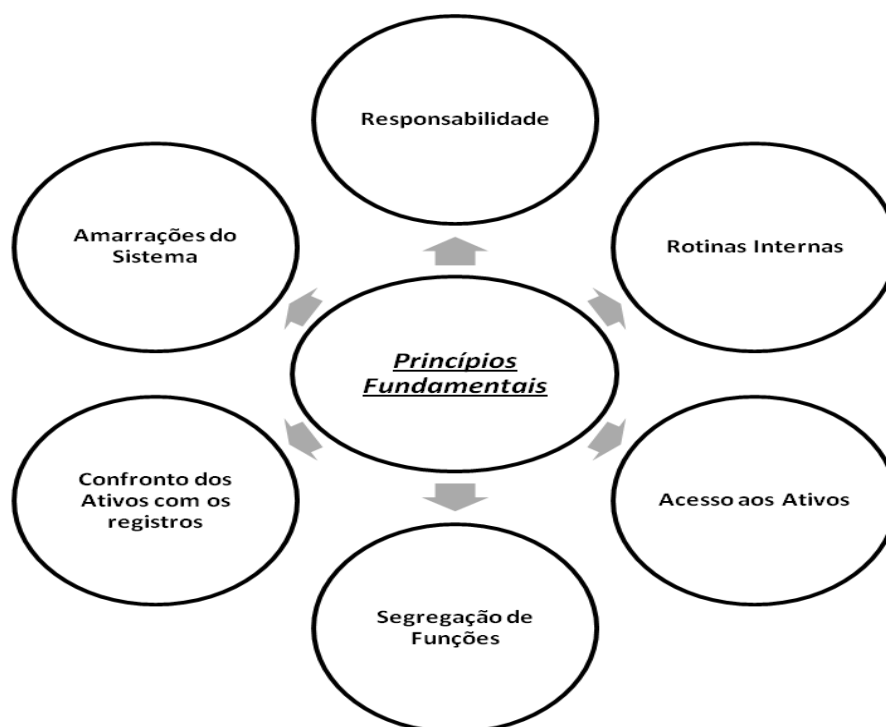 Responsabilidade
Amarrações do
Sistema
Rotinas Internas
Princípios
Fundamentais
Confronto dos
Ativos com os
registros
Acesso aos Ativos
Segregação de
Funções